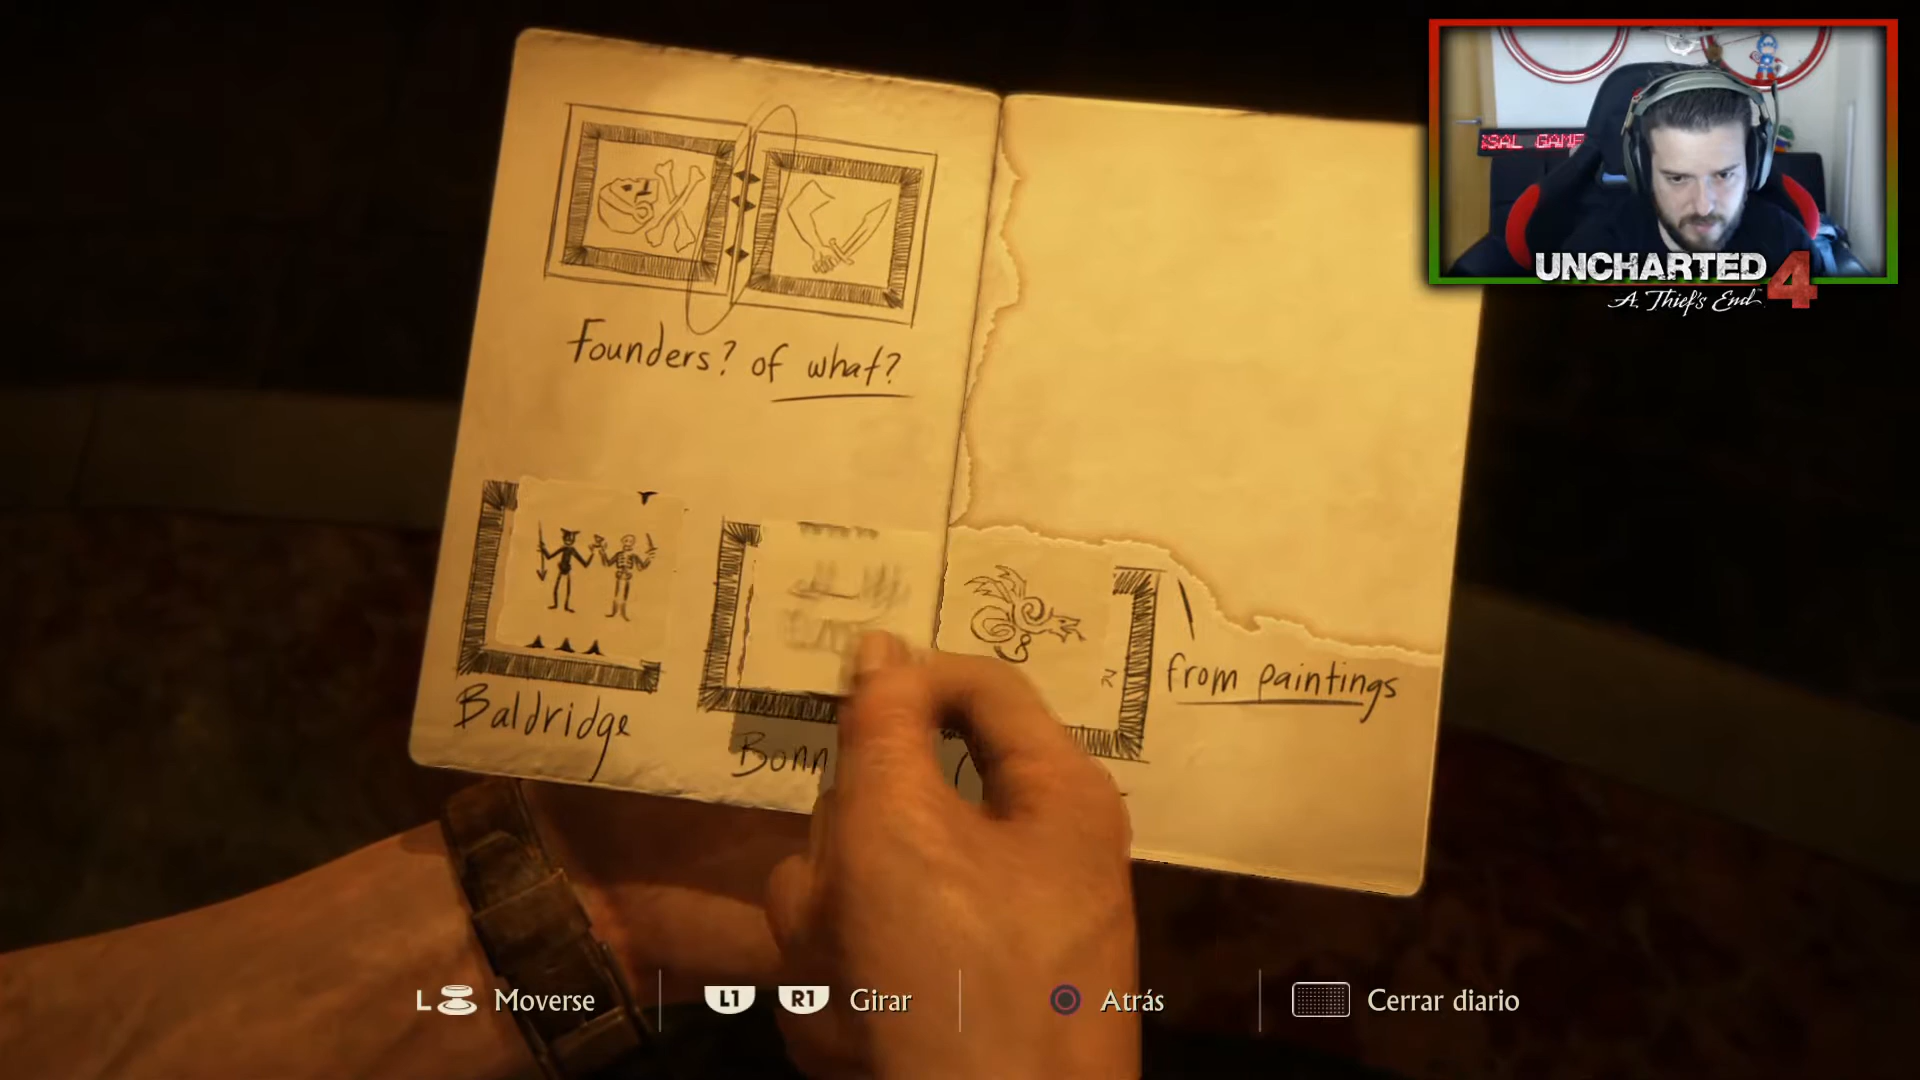 SAL GAME
UNCHARTED 4
A Thief's End
Founders? of what?
Baldridge
Bonn
from paintings
L Moverse
L1 R1 Girar
Atrás
Cerrar diario